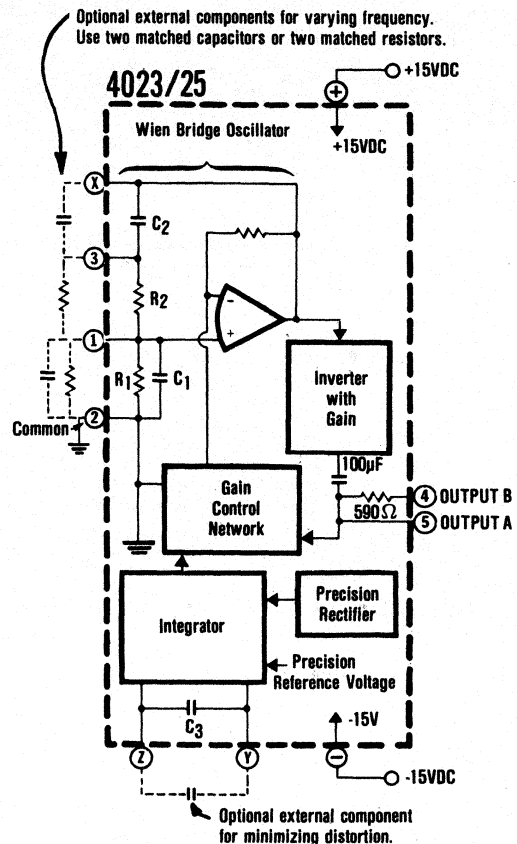 Optional external components for varying frequency.
Use two matched capacitors or two matched resistors.
4023/25
+15VDC
+
Wien Bridge Oscillator
+15VDC
X
C2
3
R2
-
+
1
R1
C1
Inverter
with
Gain
2
Common
100μF
Gain
Control
Network
590Ω
4 OUTPUT B
5 OUTPUT A
Integrator
Precision
Rectifier
Precision
Reference Voltage
C3
-15V
Z
Y
-
-15VDC
Optional external component
for minimizing distortion.